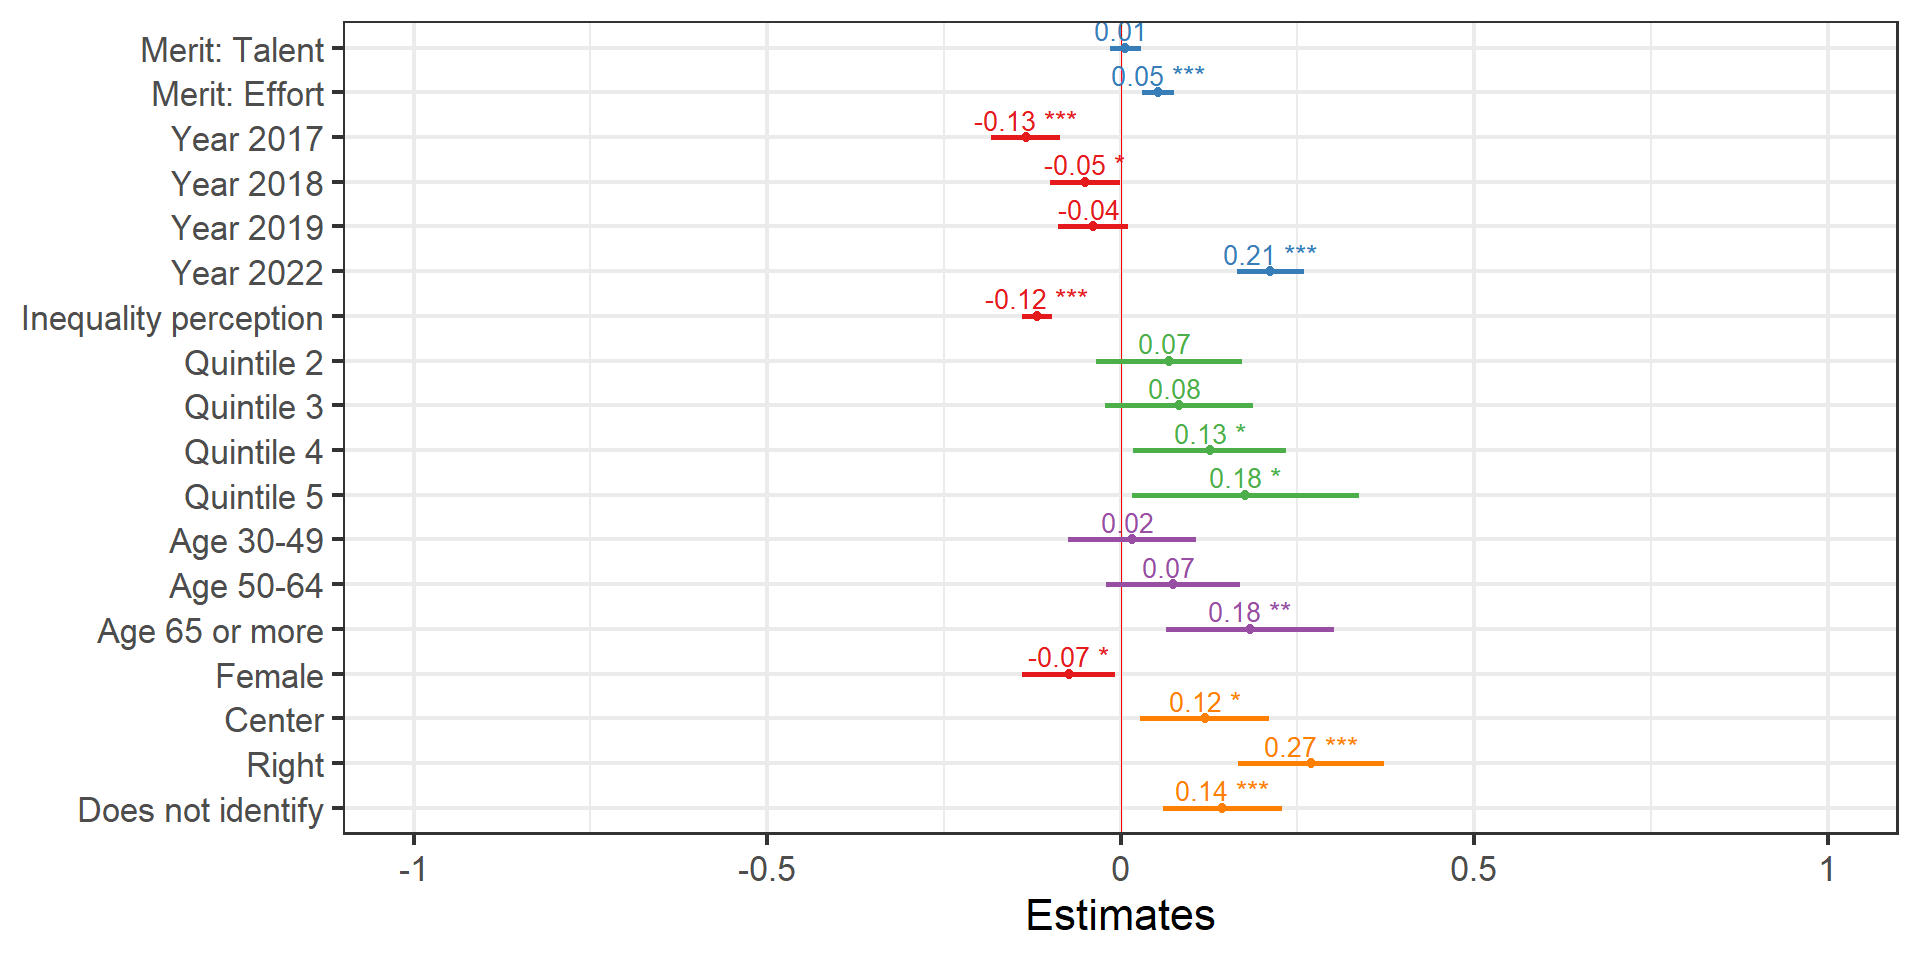 Merit: Talent 0.01
Merit: Effort 0.05 ***
Year 2017 -0.13 ***
Year 2018 -0.05 *
Year 2019 -0.04
Year 2022 0.21 ***
Inequality perception -0.12 ***
Quintile 2 0.07
Quintile 3 0.08
Quintile 4 0.13 *
Quintile 5 0.18 *
Age 30-49 0.02
Age 50-64 0.07
Age 65 or more 0.18 **
Female -0.07 *
Center 0.12 *
Right 0.27 ***
Does not identify 0.14 ***
-1 -0.5 0 0.5 1
Estimates